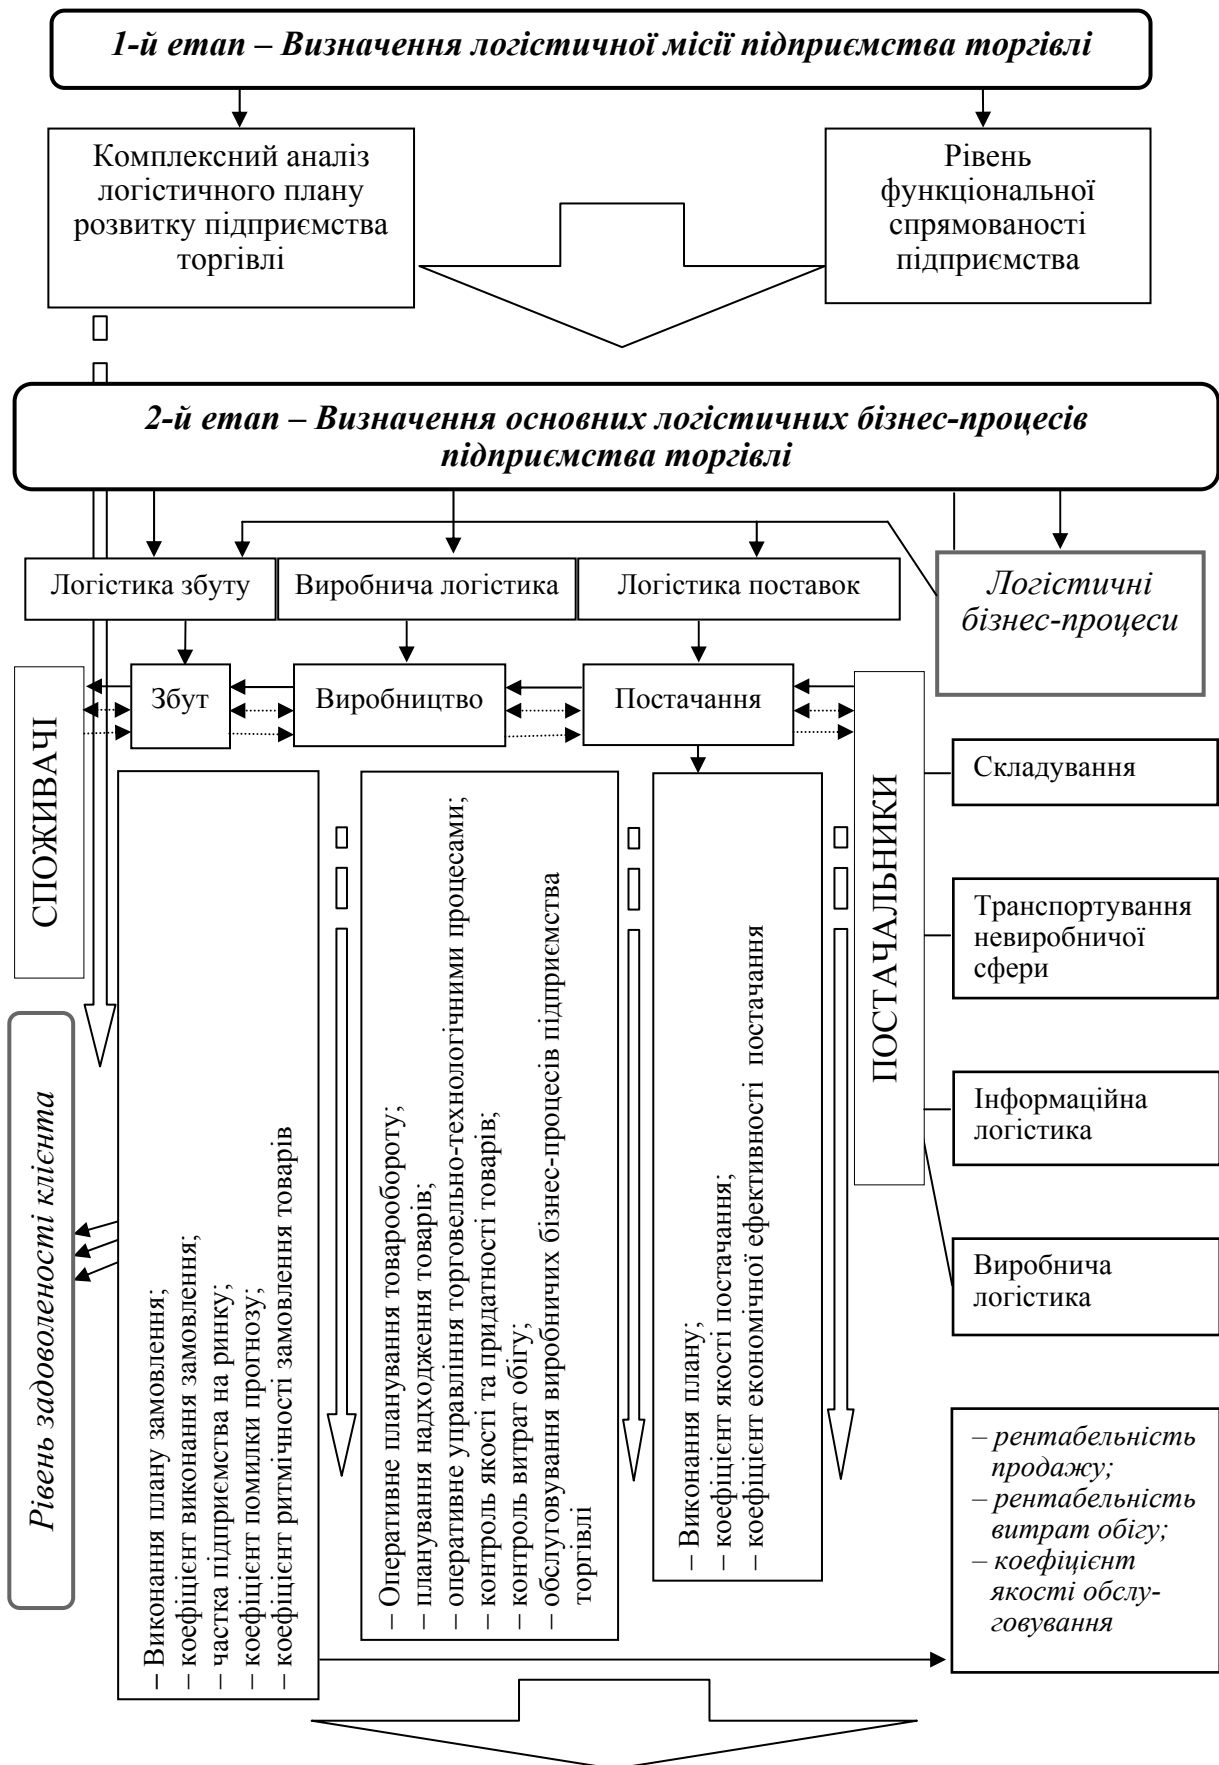 1-й етап – Визначення логістичної місії підприємства торгівлі
Комплексний аналіз
логістичного плану
розвитку підприємства
торгівлі
Рівень
функціональної
спрямованості
підприємства
2-й етап – Визначення основних логістичних бізнес-процесів
підприємства торгівлі
Логістика збуту
Виробнича логістика
Логістика поставок
Логістичні
бізнес-процеси
СПОЖИВАЧІ
Збут
Виробництво
Постачання
ПОСТАЧАЛЬНИКИ
Складування
Транспортування
невиробничої
сфери
Інформаційна
логістика
Виробнича
логістика
Рівень задоволеності клієнта
– Виконання плану замовлення;
– коефіцієнт виконання замовлення;
– частка підприємства на ринку;
– коефіцієнт помилки прогнозу;
– коефіцієнт ритмічності замовлення товарів
– Оперативне планування товарообороту;
– планування надходження товарів;
– оперативне управління торговельно-технологічними процесами;
– контроль якості та придатності товарів;
– контроль витрат обігу;
– обслуговування виробничих бізнес-процесів підприємства
торгівлі
– Виконання плану;
– коефіцієнт якості постачання;
– коефіцієнт економічної ефективності постачання
– рентабельність
продажу;
– рентабельність
витрат обігу;
– коефіцієнт
якості обслу-
говування